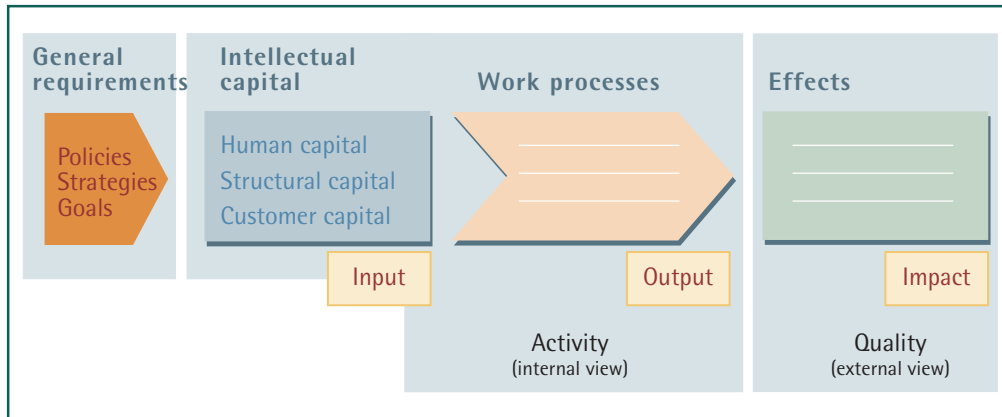 General
requirements
Policies
Strategies
Goals
Intellectual
capital
Human capital
Structural capital
Customer capital
Input
Work processes
Output
Activity
(internal view)
Effects
Impact
Quality
(external view)